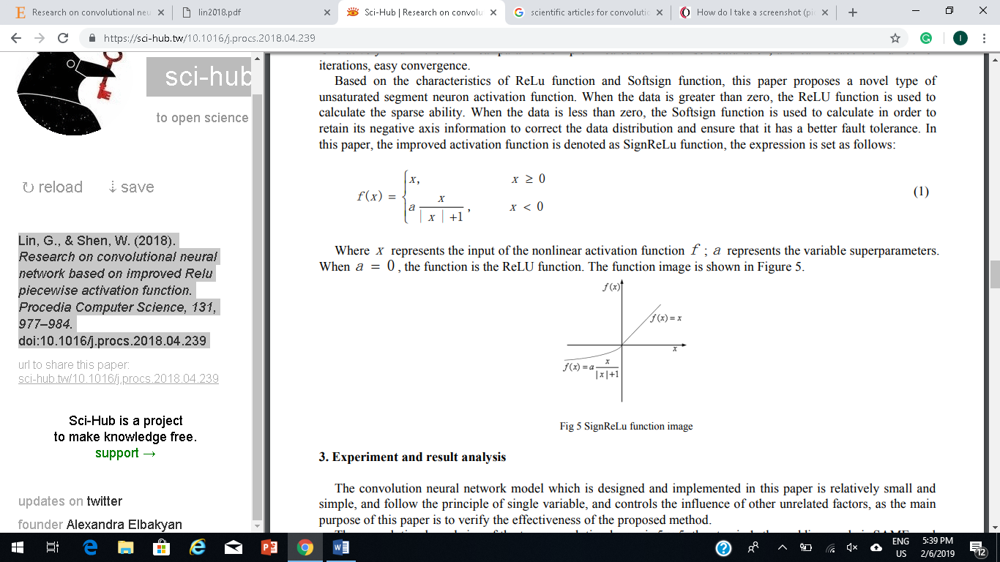 Research on convolutional neu
lin2018.pdf
Sci-Hub | Research on convolu
scientific articles for convolutic
How do I take a screenshot (pi
https://sci-hub.tw/10.1016/j.procs.2018.04.239
I
sci-hub
to open science
↻ reload ⇣ save
Lin, G., & Shen, W. (2018).
Research on convolutional neural
network based on improved Relu
piecewise activation function.
Procedia Computer Science, 131,
977–984.
doi:10.1016/j.procs.2018.04.239
url to share this paper:
sci-hub.tw/10.1016/j.procs.2018.04.239
Sci-Hub is a project
to make knowledge free.
support →
updates on twitter
founder Alexandra Elbakyan
iterations, easy convergence.
Based on the characteristics of ReLu function and Softsign function, this paper proposes a novel type of
unsaturated segment neuron activation function. When the data is greater than zero, the ReLU function is used to
calculate the sparse ability. When the data is less than zero, the Softsign function is used to calculate in order to
retain its negative axis information to correct the data distribution and ensure that it has a better fault tolerance. In
this paper, the improved activation function is denoted as SignReLu function, the expression is set as follows:
x, x ≥ 0
f(x) = (1)
a x / | x | +1 , x < 0
Where x represents the input of the nonlinear activation function f ; a represents the variable superparameters.
When a = 0 , the function is the ReLU function. The function image is shown in Figure 5.
f(x)
f(x) = x
x
f(x) = a x / |x|+1
Fig 5 SignReLu function image
3. Experiment and result analysis
The convolution neural network model which is designed and implemented in this paper is relatively small and
simple, and follow the principle of single variable, and controls the influence of other unrelated factors, as the main
purpose of this paper is to verify the effectiveness of the proposed method.
ENG
US
5:39 PM
2/6/2019
12